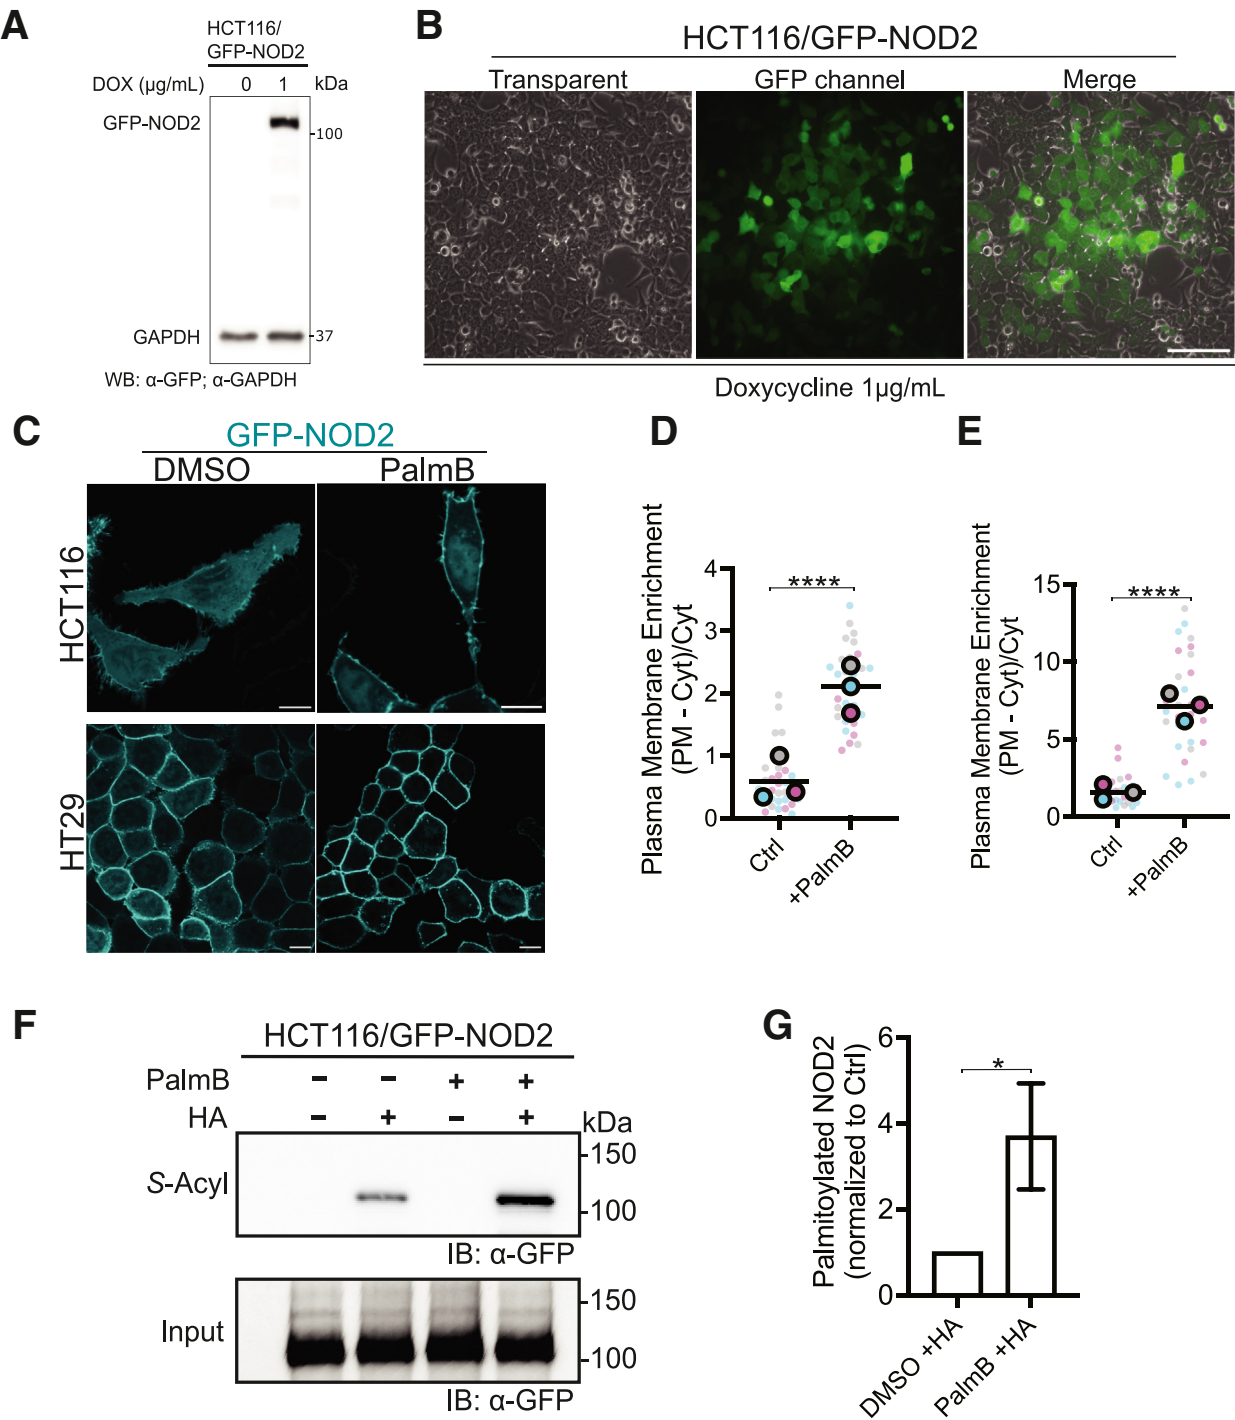 A
HCT116/
GFP-NOD2
DOX (µg/mL) 0 1 kDa
GFP-NOD2
-100
GAPDH
-37
WB: α-GFP; α-GAPDH
B
HCT116/GFP-NOD2
Transparent GFP channel Merge
Doxycycline 1µg/mL
C
GFP-NOD2
DMSO PalmB
HCT116
HT29
D
Plasma Membrane Enrichment
(PM - Cyt)/Cyt
4
3
2
1
0
****
Ctrl
+PalmB
E
Plasma Membrane Enrichment
(PM - Cyt)/Cyt
15
10
5
0
****
Ctrl
+PalmB
F
HCT116/GFP-NOD2
PalmB - - + +
HA - + - + kDa
S-Acyl
-150
-100
IB: α-GFP
Input
-150
-100
IB: α-GFP
G
Palmitoylated NOD2
(normalized to Ctrl)
6
4
2
0
*
DMSO +HA
PalmB +HA